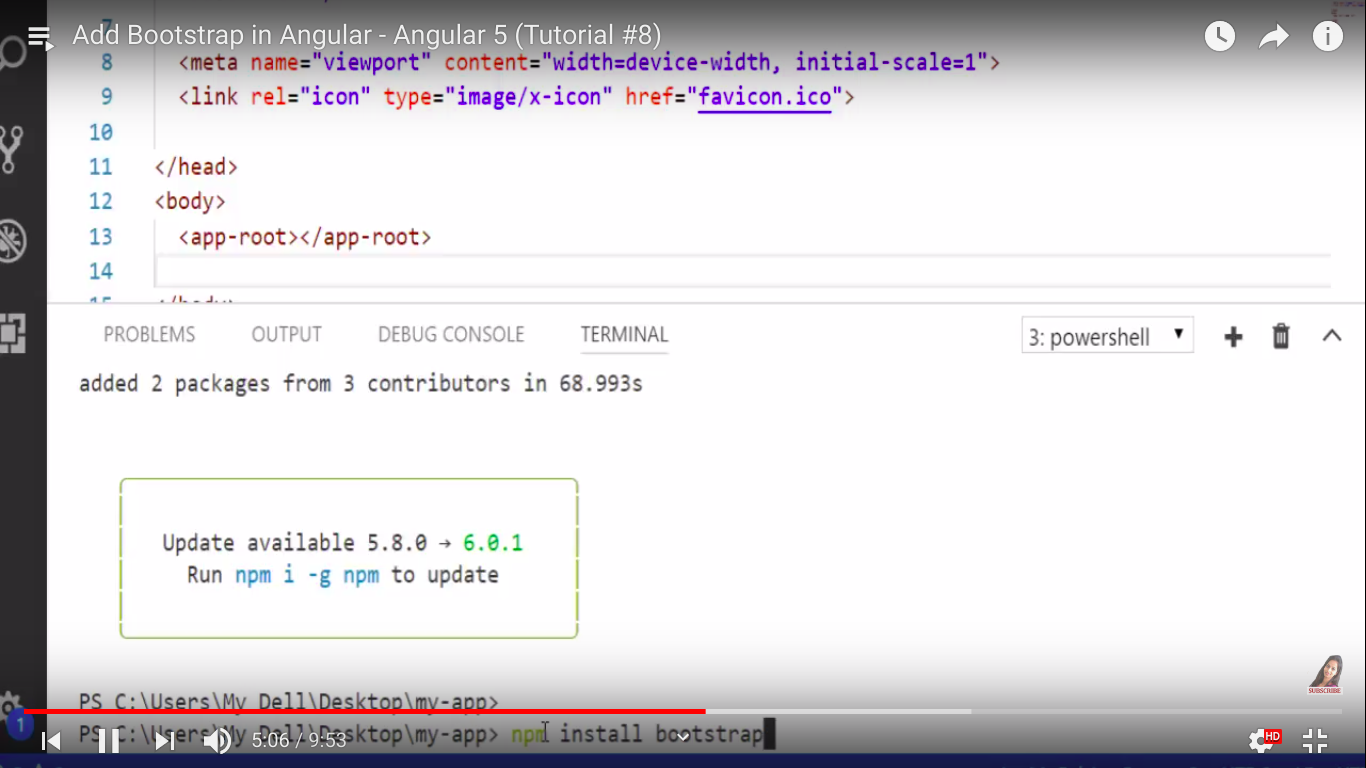 Add Bootstrap in Angular - Angular 5 (Tutorial #8)
7
8 <meta name="viewport" content="width=device-width, initial-scale=1">
9 <link rel="icon" type="image/x-icon" href="favicon.ico">
10
11 </head>
12 <body>
13 <app-root></app-root>
14
15 </body>
PROBLEMS OUTPUT DEBUG CONSOLE TERMINAL 3: powershell
added 2 packages from 3 contributors in 68.993s
Update available 5.8.0 → 6.0.1
Run npm i -g npm to update
SUBSCRIBE
PS C:\Users\My Dell\Desktop\my-app>
1
PS C:\Users\My Dell\Desktop\my-app> npm install bootstrap
5:06 / 9:53
HD